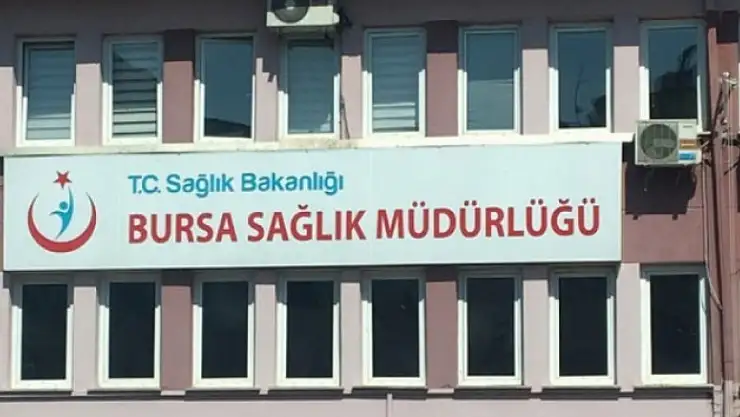 T.C. Sağlık Bakanlığı
BURSA SAĞLIK MÜDÜRLÜĞÜ